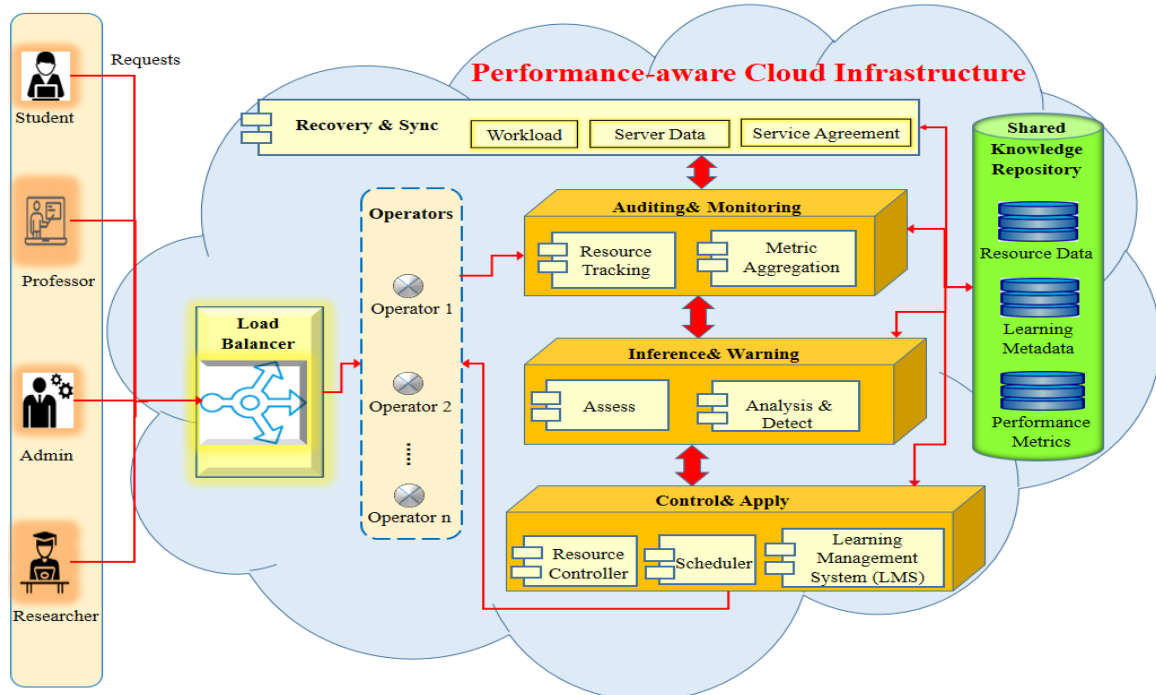 Requests
Student
Professor
Admin
Researcher
Performance-aware Cloud Infrastructure
Recovery & Sync
Workload
Server Data
Service Agreement
Load
Balancer
Operators
Operator 1
Operator 2
......
Operator n
Auditing& Monitoring
Resource
Tracking
Metric
Aggregation
Inference& Warning
Assess
Analysis &
Detect
Control& Apply
Resource
Controller
Scheduler
Learning
Management
System (LMS)
Shared
Knowledge
Repository
Resource Data
Learning
Metadata
Performance
Metrics